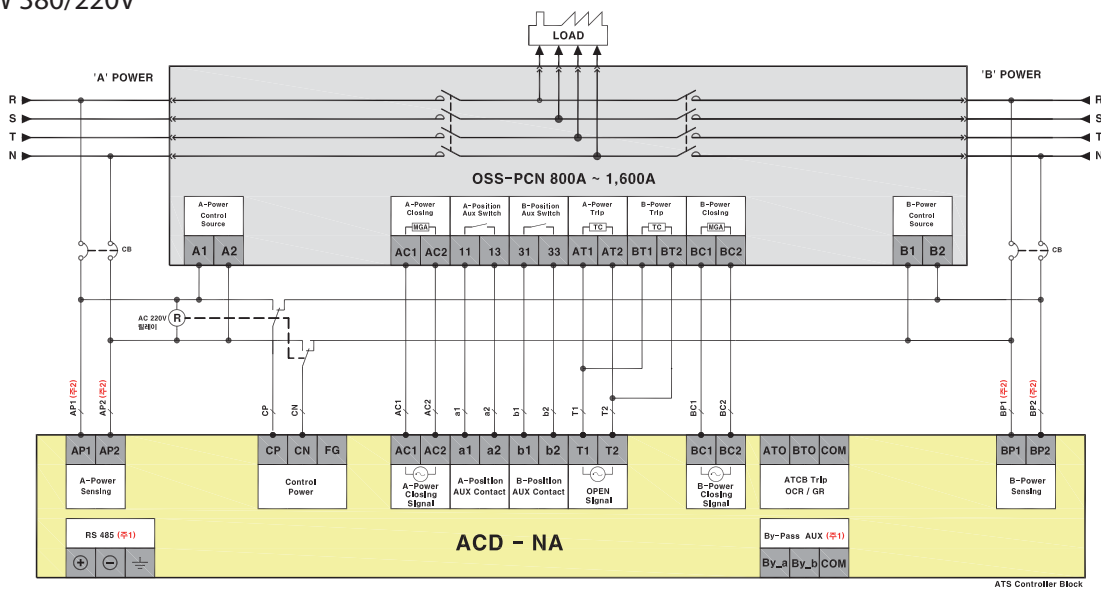 380/220V
LOAD
'A' POWER
'B' POWER
R
R
S
S
T
T
N
N
OSS-PCN 800A ~ 1,600A
A-Power
Control
Source
A-Power
Closing
MGA
A-Position
Aux Switch
B-Position
Aux Switch
A-Power
Trip
TC
B-Power
Trip
TC
B-Power
Closing
MGA
B-Power
Control
Source
A1 A2
AC1 AC2 11 13 31 33 AT1 AT2 BT1 BT2 BC1 BC2
B1 B2
CB
CB
AC 220V
릴레이
R
AP1 (주2)
AP2 (주2)
CP
CN
AC1
AC2
a1
a2
b1
b2
T1
T2
BC1
BC2
BP1 (주2)
BP2 (주2)
AP1 AP2
CP CN FG
AC1 AC2 a1 a2 b1 b2 T1 T2
BC1 BC2
ATO BTO COM
BP1 BP2
A-Power
Sensing
Control
Power
A-Power
Closing
Signal
A-Position
AUX Contact
B-Position
AUX Contact
OPEN
Signal
B-Power
Closing
Signal
ATCB Trip
OCR / GR
B-Power
Sensing
RS 485 (주1)
ACD - NA
By-Pass AUX (주1)
By_a By_b COM
ATS Controller Block